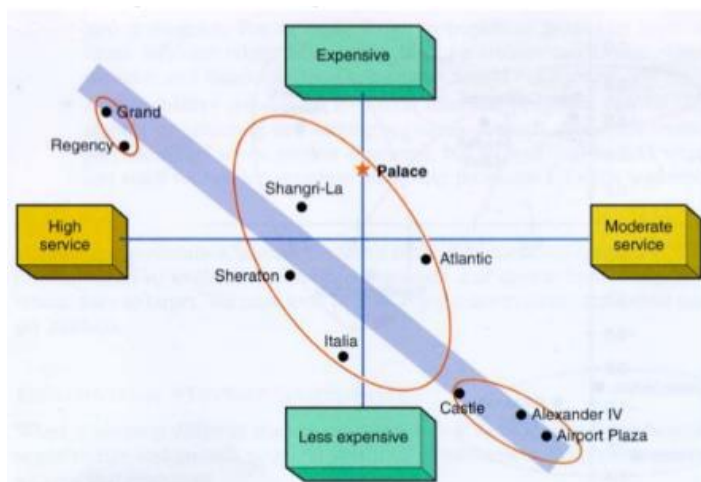 Expensive
Grand
Regency
Palace
Shangri-La
High
service
Moderate
service
Atlantic
Sheraton
Italia
Castle
Alexander IV
Airport Plaza
Less expensive